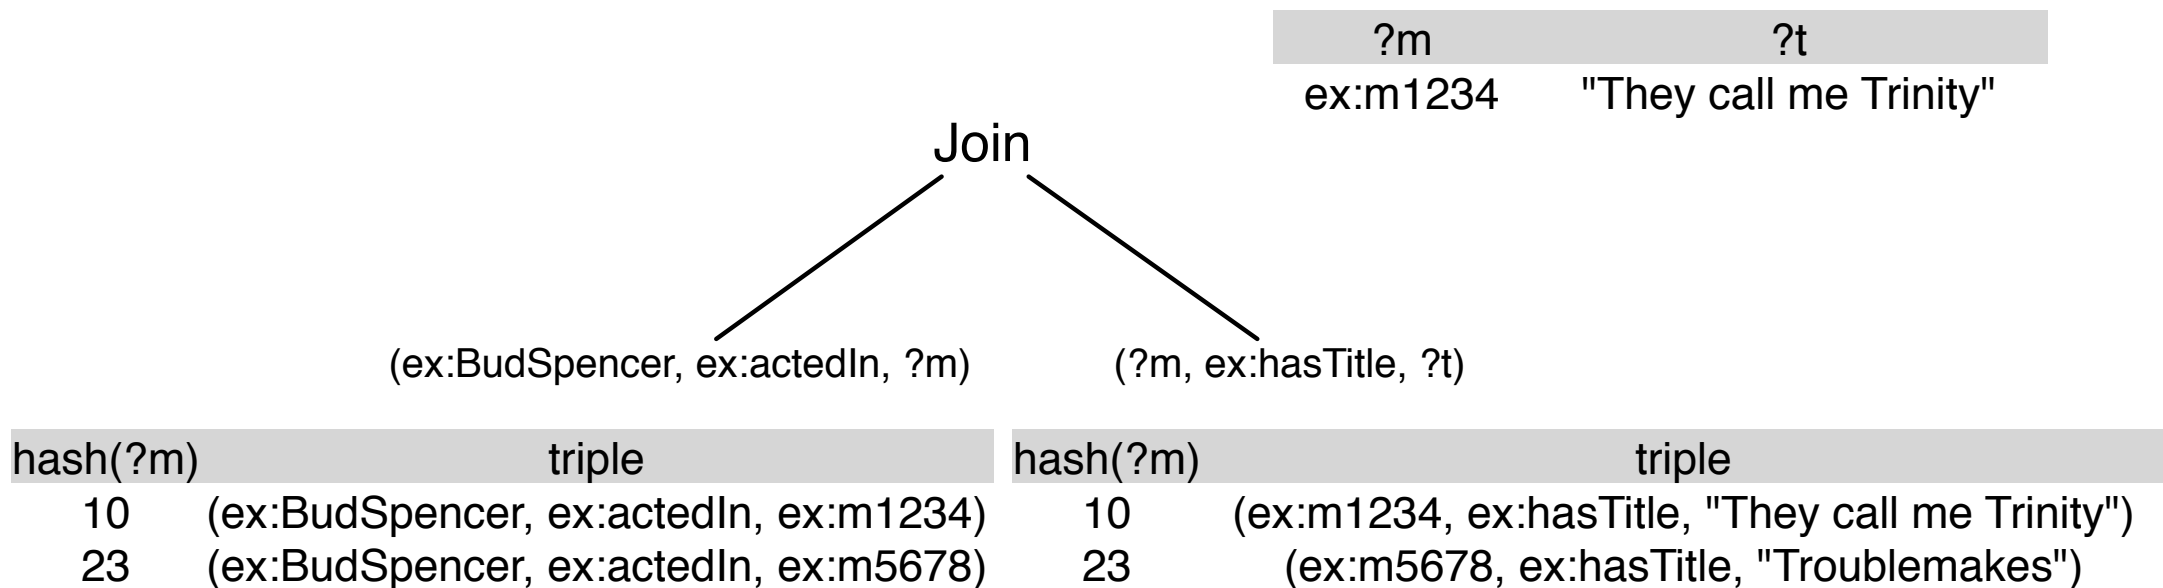 ?m ?t
ex:m1234 "They call me Trinity"
Join
(ex:BudSpencer, ex:actedIn, ?m) (?m, ex:hasTitle, ?t)
hash(?m) triple hash(?m) triple
10 (ex:BudSpencer, ex:actedIn, ex:m1234) 10 (ex:m1234, ex:hasTitle, "They call me Trinity")
23 (ex:BudSpencer, ex:actedIn, ex:m5678) 23 (ex:m5678, ex:hasTitle, "Troublemakes")